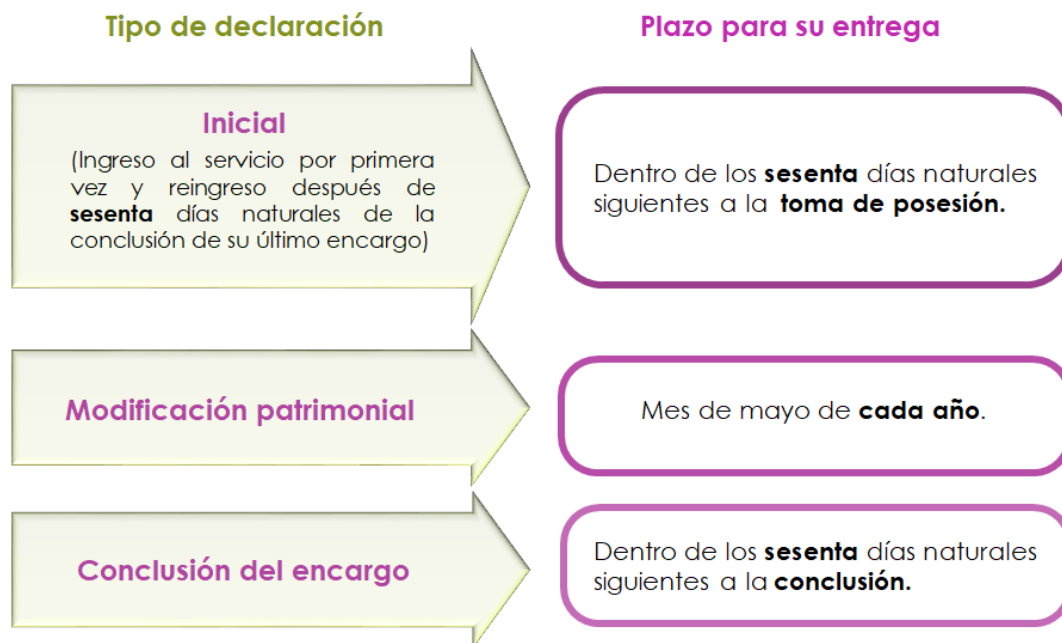 Tipo de declaración
Plazo para su entrega
Inicial
(Ingreso al servicio por primera
vez y reingreso después de
sesenta días naturales de la
conclusión de su último encargo)
Dentro de los sesenta días naturales
siguientes a la toma de posesión.
Modificación patrimonial
Mes de mayo de cada año.
Conclusión del encargo
Dentro de los sesenta días naturales
siguientes a la conclusión.